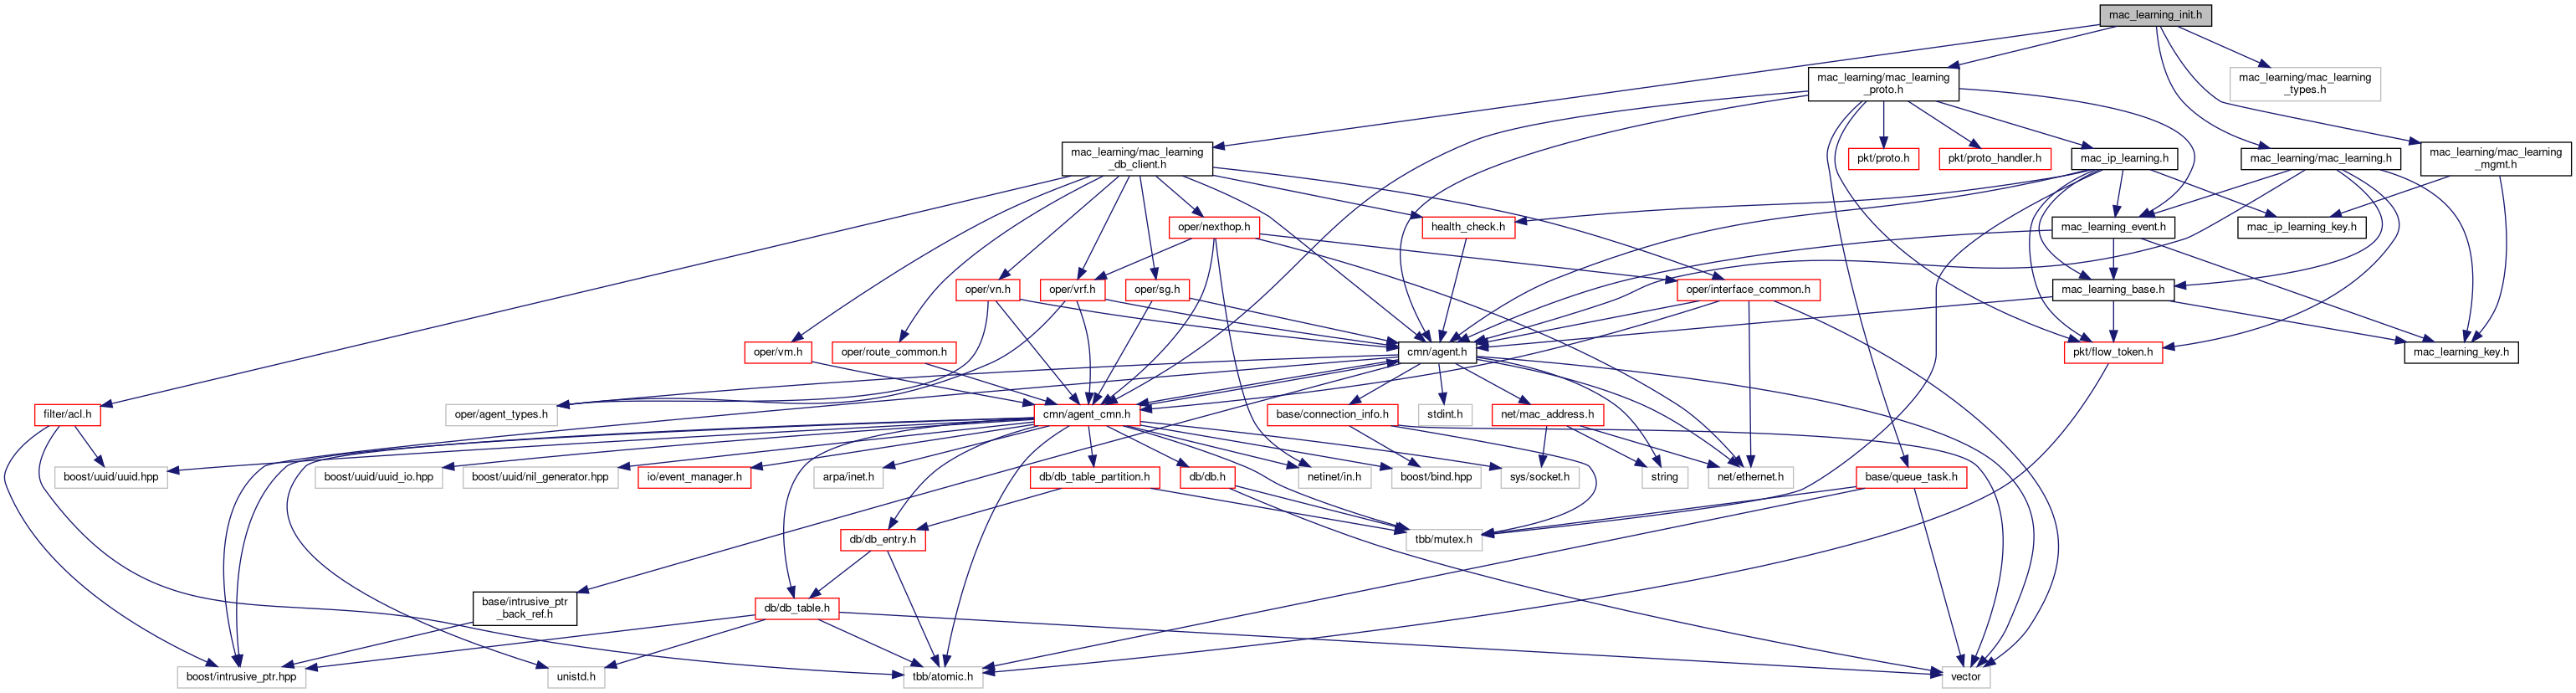 mac_learning_init.h
mac_learning/mac_learning
_proto.h
mac_learning/mac_learning
_types.h
mac_learning/mac_learning
_db_client.h
pkt/proto.h
pkt/proto_handler.h
mac_ip_learning.h
mac_learning/mac_learning.h
mac_learning/mac_learning
_mgmt.h
oper/nexthop.h
health_check.h
mac_learning_event.h
mac_ip_learning_key.h
oper/vn.h
oper/vrf.h
oper/sg.h
oper/interface_common.h
mac_learning_base.h
oper/vm.h
oper/route_common.h
cmn/agent.h
pkt/flow_token.h
mac_learning_key.h
filter/acl.h
oper/agent_types.h
cmn/agent_cmn.h
base/connection_info.h
stdint.h
net/mac_address.h
boost/uuid/uuid.hpp
boost/uuid/uuid_io.hpp
boost/uuid/nil_generator.hpp
io/event_manager.h
arpa/inet.h
db/db_table_partition.h
db/db.h
netinet/in.h
boost/bind.hpp
sys/socket.h
string
net/ethernet.h
base/queue_task.h
db/db_entry.h
tbb/mutex.h
base/intrusive_ptr
_back_ref.h
db/db_table.h
boost/intrusive_ptr.hpp
unistd.h
tbb/atomic.h
vector